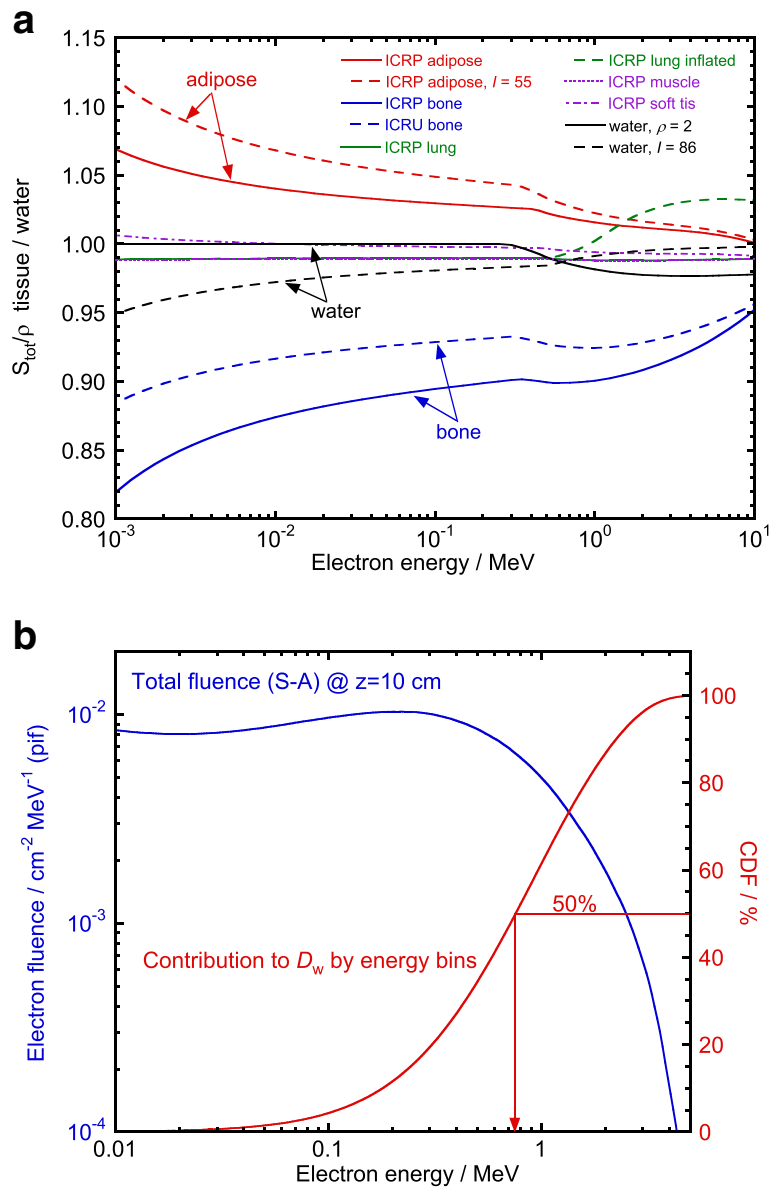 a
1.15
1.10
1.05
1.00
0.95
0.90
0.85
0.80
S_tot/ρ tissue / water
ICRP adipose
ICRP adipose, I = 55
ICRP bone
ICRU bone
ICRP lung
ICRP lung inflated
ICRP muscle
ICRP soft tis
water, ρ = 2
water, I = 86
adipose
water
bone
10⁻³ 10⁻² 10⁻¹ 10⁰ 10¹
Electron energy / MeV
b
Total fluence (S-A) @ z=10 cm
10⁻²
10⁻³
10⁻⁴
Electron fluence / cm⁻² MeV⁻¹ (pif)
50%
Contribution to D_w by energy bins
100
80
60
40
20
0
CDF / %
0.01 0.1 1
Electron energy / MeV